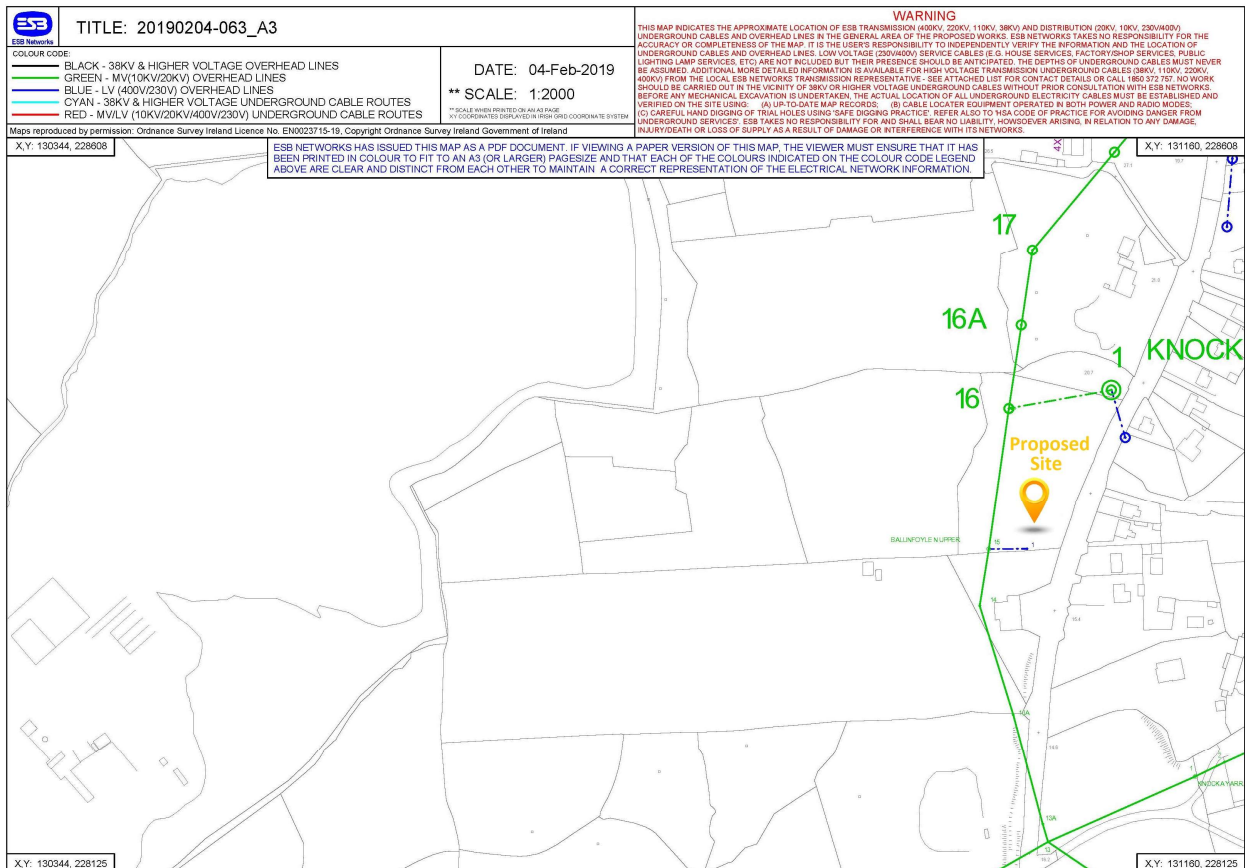 ESB
ESB Networks
TITLE: 20190204-063_A3
COLOUR CODE:
BLACK - 38KV & HIGHER VOLTAGE OVERHEAD LINES
GREEN - MV(10KV/20KV) OVERHEAD LINES
BLUE - LV (400V/230V) OVERHEAD LINES
CYAN - 38KV & HIGHER VOLTAGE UNDERGROUND CABLE ROUTES
RED - MV/LV (10KV/20KV/400V/230V) UNDERGROUND CABLE ROUTES
DATE: 04-Feb-2019
** SCALE: 1:2000
** SCALE WHEN PRINTED ON AN A3 PAGE
XY COORDINATES DISPLAYED IN IRISH GRID COORDINATE SYSTEM
Maps reproduced by permission: Ordnance Survey Ireland Licence No. EN0023715-19, Copyright Ordnance Survey Ireland Government of Ireland
WARNING
THIS MAP INDICATES THE APPROXIMATE LOCATION OF ESB TRANSMISSION (400KV, 220KV, 110KV, 38KV) AND DISTRIBUTION (20KV, 10KV, 230V/400V)
UNDERGROUND CABLES AND OVERHEAD LINES IN THE GENERAL AREA OF THE PROPOSED WORKS. ESB NETWORKS TAKES NO RESPONSIBILITY FOR THE
ACCURACY OR COMPLETENESS OF THE MAP. IT IS THE USER'S RESPONSIBILITY TO INDEPENDENTLY VERIFY THE INFORMATION AND THE LOCATION OF
UNDERGROUND CABLES AND OVERHEAD LINES. LOW VOLTAGE (230V/400V) SERVICE CABLES (E.G. HOUSE SERVICES, FACTORY/SHOP SERVICES, PUBLIC
LIGHTING LAMP SERVICES, ETC) ARE NOT INCLUDED BUT THEIR PRESENCE SHOULD BE ANTICIPATED. THE DEPTHS OF UNDERGROUND CABLES MUST NEVER
BE ASSUMED. ADDITIONAL MORE DETAILED INFORMATION IS AVAILABLE FOR HIGH VOLTAGE TRANSMISSION UNDERGROUND CABLES (38KV, 110KV, 220KV,
400KV) FROM THE LOCAL ESB NETWORKS TRANSMISSION REPRESENTATIVE - SEE ATTACHED LIST FOR CONTACT DETAILS OR CALL 1850 372 757. NO WORK
SHOULD BE CARRIED OUT IN THE VICINITY OF 38KV OR HIGHER VOLTAGE UNDERGROUND CABLES WITHOUT PRIOR CONSULTATION WITH ESB NETWORKS.
BEFORE ANY MECHANICAL EXCAVATION IS UNDERTAKEN, THE ACTUAL LOCATION OF ALL UNDERGROUND ELECTRICITY CABLES MUST BE ESTABLISHED AND
VERIFIED ON THE SITE USING: (A) UP-TO-DATE MAP RECORDS; (B) CABLE LOCATER EQUIPMENT OPERATED IN BOTH POWER AND RADIO MODES;
(C) CAREFUL HAND DIGGING OF TRIAL HOLES USING 'SAFE DIGGING PRACTICE'. REFER ALSO TO 'HSA CODE OF PRACTICE FOR AVOIDING DANGER FROM
UNDERGROUND SERVICES'. ESB TAKES NO RESPONSIBILITY FOR AND SHALL BEAR NO LIABILITY, HOWSOEVER ARISING, IN RELATION TO ANY DAMAGE,
INJURY/DEATH OR LOSS OF SUPPLY AS A RESULT OF DAMAGE OR INTERFERENCE WITH ITS NETWORKS.
X,Y: 130344, 228608
ESB NETWORKS HAS ISSUED THIS MAP AS A PDF DOCUMENT. IF VIEWING A PAPER VERSION OF THIS MAP, THE VIEWER MUST ENSURE THAT IT HAS
BEEN PRINTED IN COLOUR TO FIT TO AN A3 (OR LARGER) PAGESIZE AND THAT EACH OF THE COLOURS INDICATED ON THE COLOUR CODE LEGEND
ABOVE ARE CLEAR AND DISTINCT FROM EACH OTHER TO MAINTAIN A CORRECT REPRESENTATION OF THE ELECTRICAL NETWORK INFORMATION.
X,Y: 131160, 228608
4X
17
16A
1
KNOCK
16
Proposed
Site
BALLINFOYLE N UPPER
15
1
14
13A
13
X,Y: 130344, 228125
X,Y: 131160, 228125